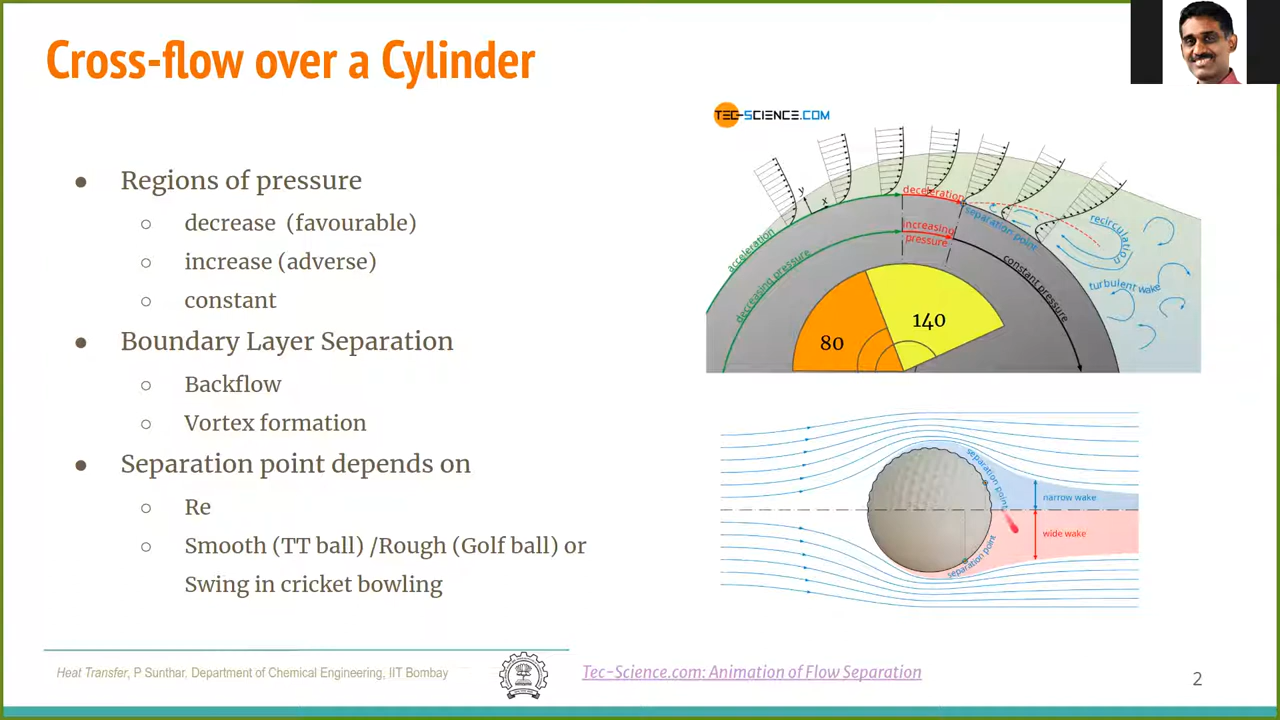 Cross-flow over a Cylinder
Regions of pressure
decrease (favourable)
increase (adverse)
constant
Boundary Layer Separation
Backflow
Vortex formation
Separation point depends on
Re
Smooth (TT ball) /Rough (Golf ball) or
Swing in cricket bowling
TEC-SCIENCE.COM
y
x
acceleration
decreasing pressure
deceleration
increasing
pressure
separation point
constant pressure
recirculation
turbulent wake
80
140
separation point
narrow wake
wide wake
separation point
Heat Transfer, P Sunthar, Department of Chemical Engineering, IIT Bombay
Tec-Science.com: Animation of Flow Separation
2